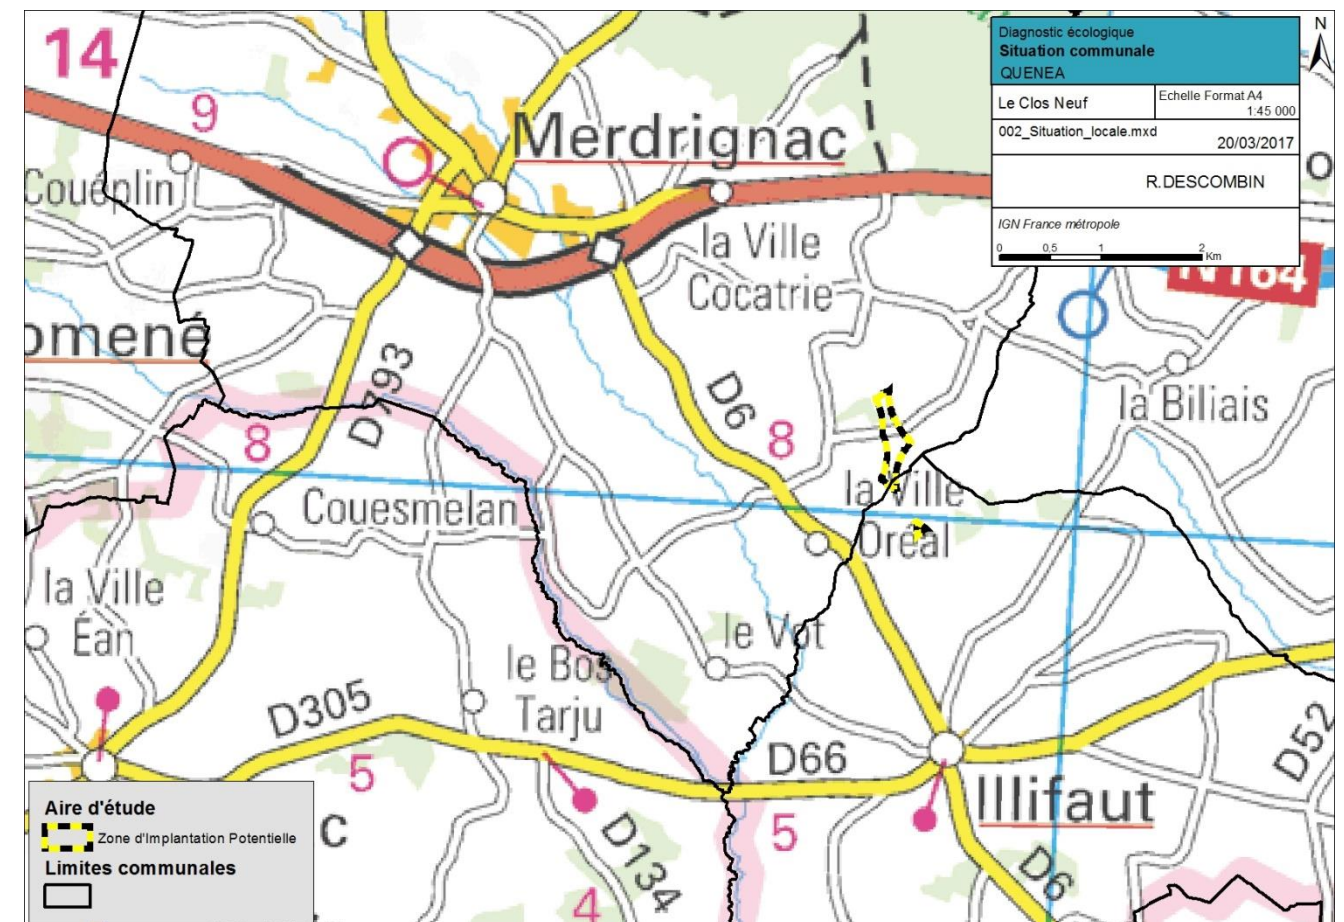 14
9
Merdrignac
Couëplin
la Ville
Cocatrie
omené
D793
D6
8
8
la Biliais
la Ville
Oréal
Couesmelan
la Ville
Éan
le Vot
le Bos
Tarju
D305
D66
5
5
Illifaut
D52
D134
4
D6
C
N164
Diagnostic écologique
Situation communale
QUENEA
Le Clos Neuf
Echelle Format A4
1:45 000
002_Situation_locale.mxd
20/03/2017
R.DESCOMBIN
IGN France métropole
0 0,5 1 2
Km
N
Aire d'étude
Zone d'Implantation Potentielle
Limites communales